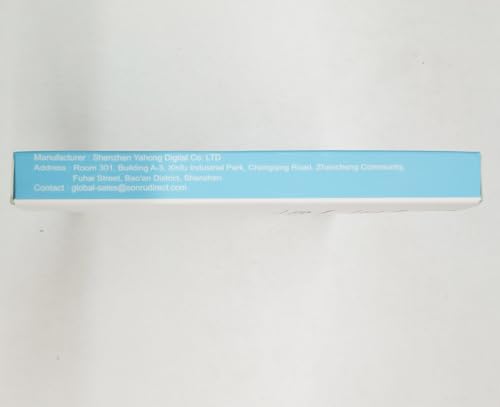 Manufacturer : Shenzhen Yahong Digital Co. LTD
Address : Room 301, Building A-3, Xinfu Industrial Park, Chongqing Road, Zhancheng Community,
Fuhai Street, Bao'an District, Shenzhen
Contact : global-sales@sonrudirect.com